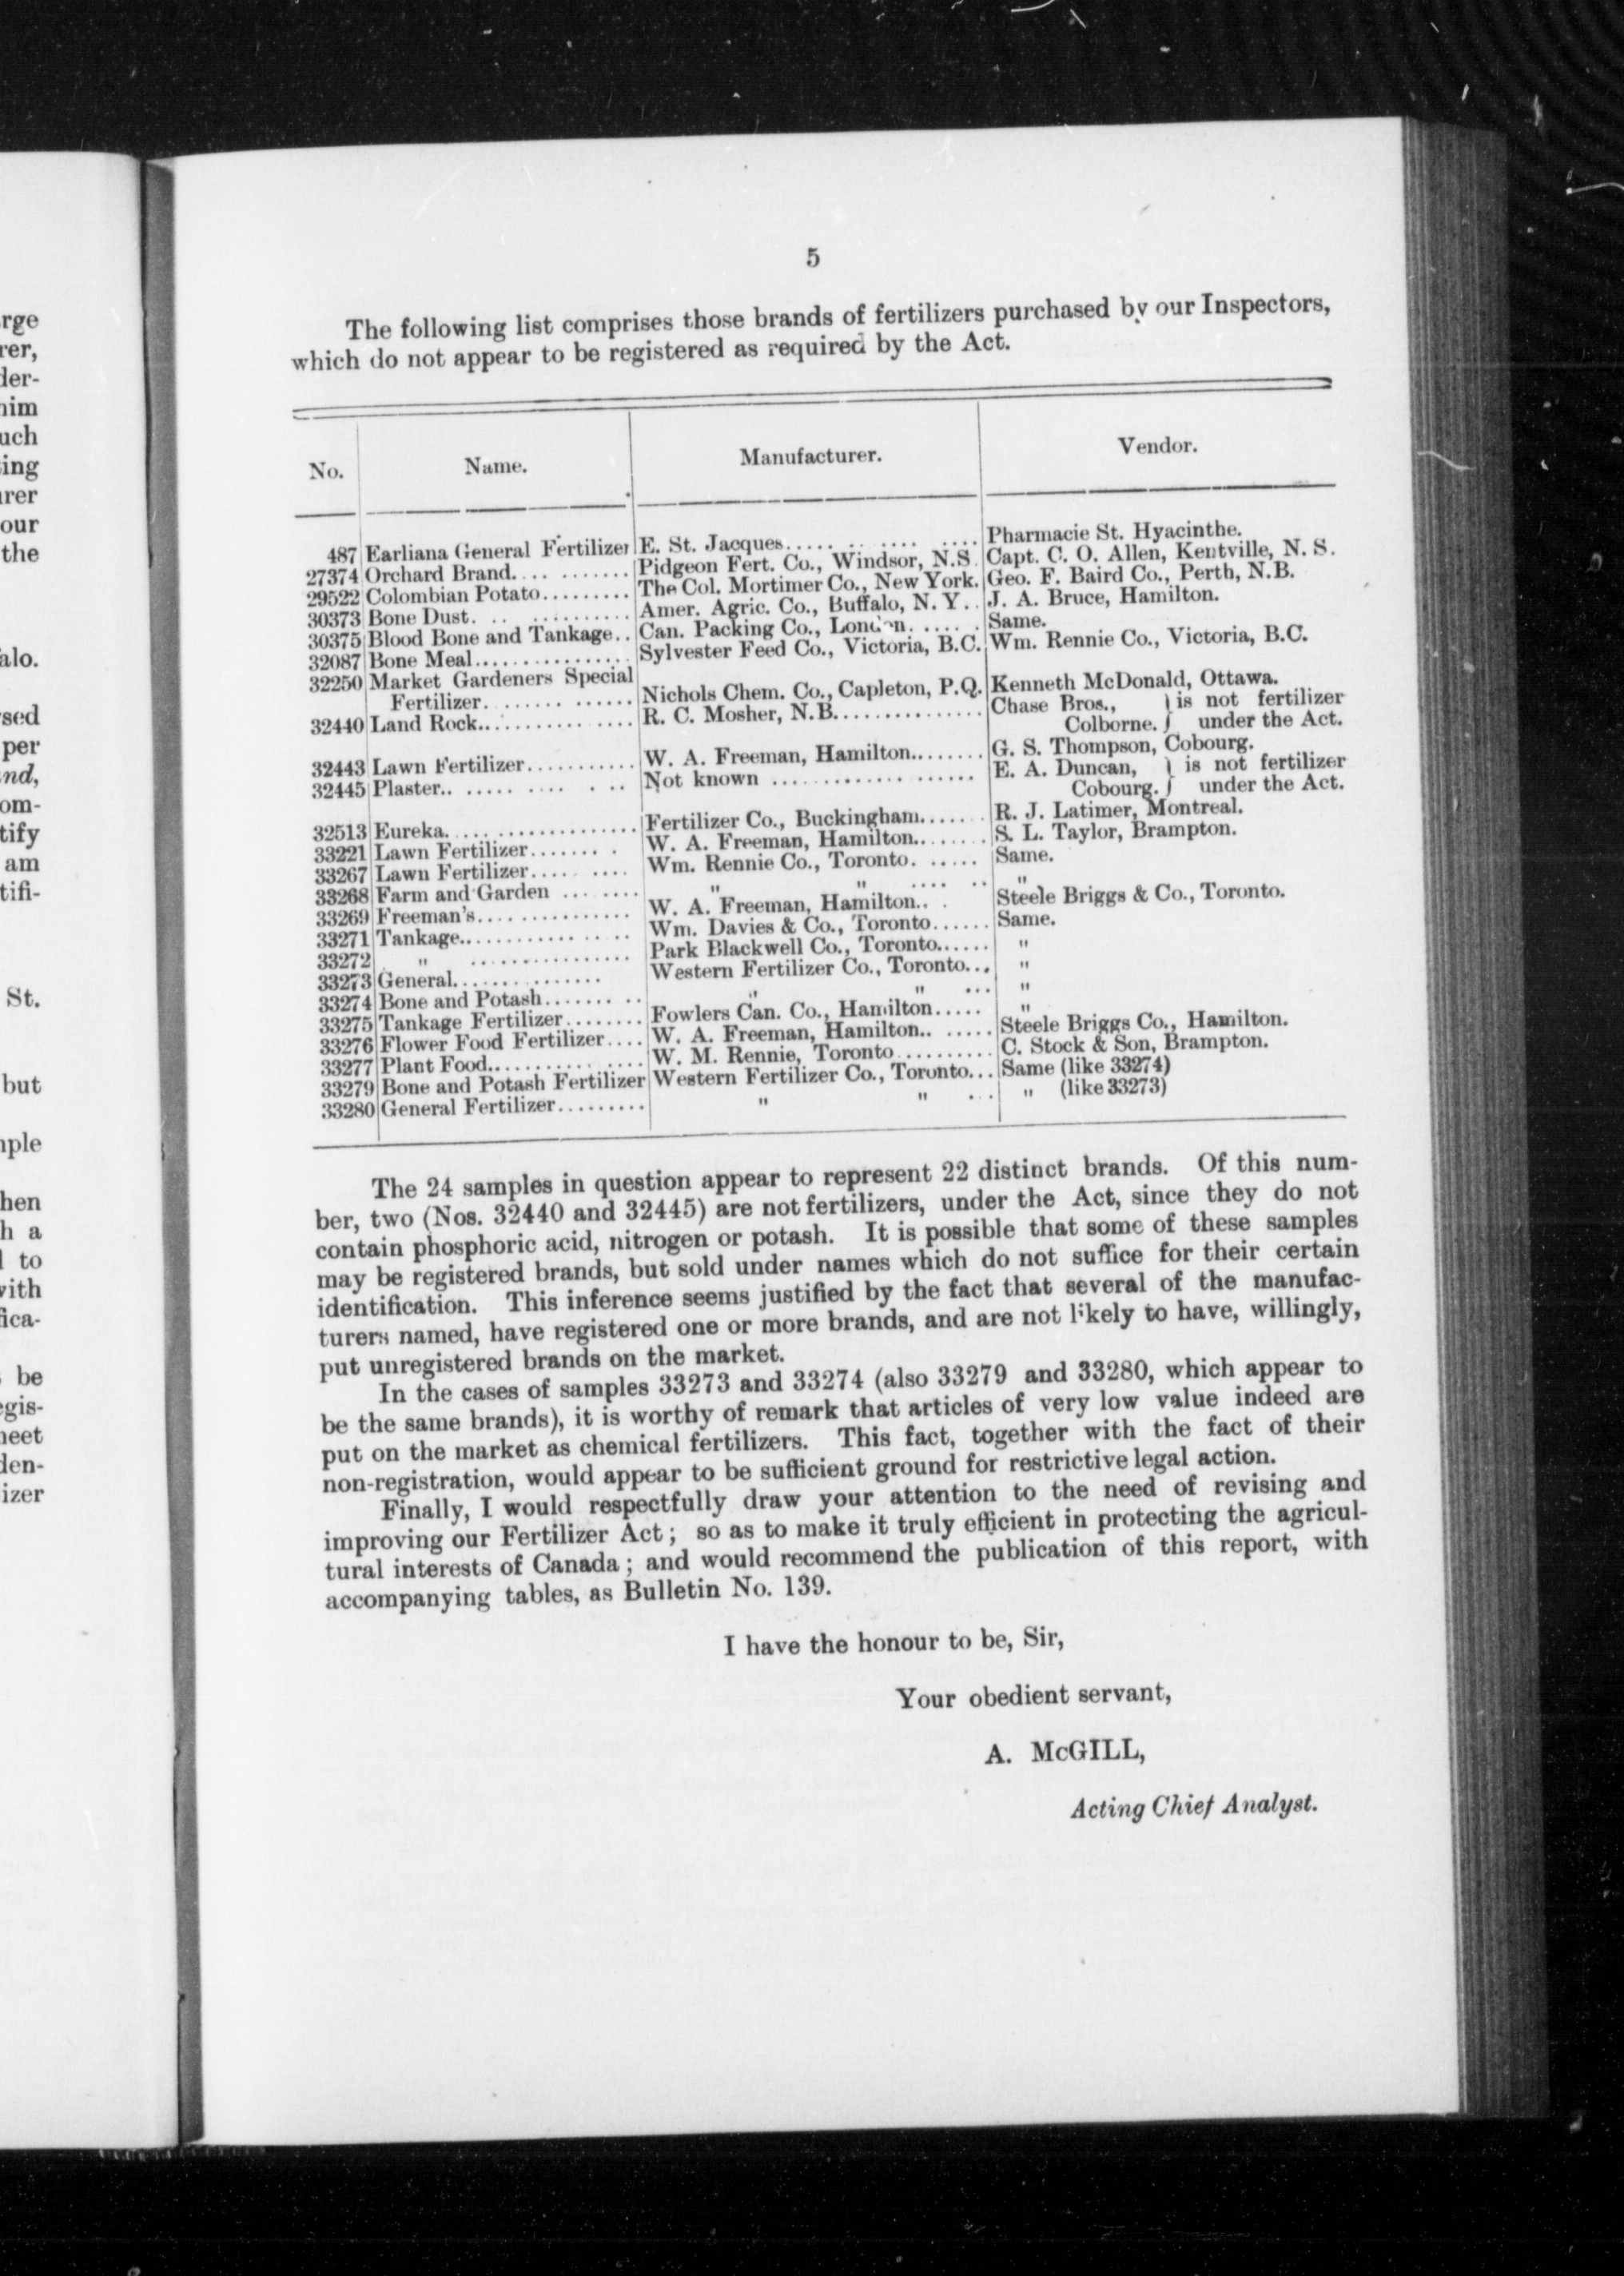 5
The following list comprises those brands of fertilizers purchased by our Inspectors,
which do not appear to be registered as required by the Act.
No. Name. Manufacturer. Vendor.
487 Earliana General Fertilizer E. St. Jacques..... .. .... .... Pharmacie St. Hyacinthe.
27374 Orchard Brand.... ......... Pidgeon Fert. Co., Windsor, N.S. Capt. C. O. Allen, Kentville, N. S.
29522 Colombian Potato......... The Col. Mortimer Co., New York. Geo. F. Baird Co., Perth, N.B.
30373 Bone Dust. .. .......... Amer. Agric. Co., Buffalo, N. Y.. J. A. Bruce, Hamilton.
30375 Blood Bone and Tankage.. Can. Packing Co., London. ..... . Same.
32087 Bone Meal................ Sylvester Feed Co., Victoria, B.C. Wm. Rennie Co., Victoria, B.C.
32250 Market Gardeners Special
Fertilizer........ ...... Nichols Chem. Co., Capleton, P.Q. Kenneth McDonald, Ottawa.
32440 Land Rock................ R. C. Mosher, N.B............... Chase Bros., } is not fertilizer
Colborne. } under the Act.
32443 Lawn Fertilizer........... W. A. Freeman, Hamilton........ G. S. Thompson, Cobourg.
32445 Plaster.. ..... .... . .. Not known ............. ...... E. A. Duncan, } is not fertilizer
Cobourg. } under the Act.
32513 Eureka................... Fertilizer Co., Buckingham...... R. J. Latimer, Montreal.
33221 Lawn Fertilizer........ . W. A. Freeman, Hamilton........ S. L. Taylor, Brampton.
33267 Lawn Fertilizer..... .... Wm. Rennie Co., Toronto. ...... Same.
33268 Farm and Garden ... .... " " .... .. "
33269 Freeman's............... W. A. Freeman, Hamilton.. . Steele Briggs & Co., Toronto.
33271 Tankage............. .. Wm. Davies & Co., Toronto...... Same.
33272 " ................ Park Blackwell Co., Toronto...... "
33273 General...... ......... Western Fertilizer Co., Toronto... "
33274 Bone and Potash....... .. " " ... "
33275 Tankage Fertilizer........ Fowlers Can. Co., Hamilton..... "
33276 Flower Food Fertilizer.... W. A. Freeman, Hamilton.. ..... Steele Briggs Co., Hamilton.
33277 Plant Food........... .... W. M. Rennie, Toronto.......... C. Stock & Son, Brampton.
33279 Bone and Potash Fertilizer Western Fertilizer Co., Toronto... Same (like 33274)
33280 General Fertilizer......... " " ... " (like 33273)
The 24 samples in question appear to represent 22 distinct brands. Of this num-
ber, two (Nos. 32440 and 32445) are not fertilizers, under the Act, since they do not
contain phosphoric acid, nitrogen or potash. It is possible that some of these samples
may be registered brands, but sold under names which do not suffice for their certain
identification. This inference seems justified by the fact that several of the manufac-
turers named, have registered one or more brands, and are not likely to have, willingly,
put unregistered brands on the market.
In the cases of samples 33273 and 33274 (also 33279 and 33280, which appear to
be the same brands), it is worthy of remark that articles of very low value indeed are
put on the market as chemical fertilizers. This fact, together with the fact of their
non-registration, would appear to be sufficient ground for restrictive legal action.
Finally, I would respectfully draw your attention to the need of revising and
improving our Fertilizer Act; so as to make it truly efficient in protecting the agricul-
tural interests of Canada; and would recommend the publication of this report, with
accompanying tables, as Bulletin No. 139.
I have the honour to be, Sir,
Your obedient servant,
A. McGILL,
Acting Chief Analyst.